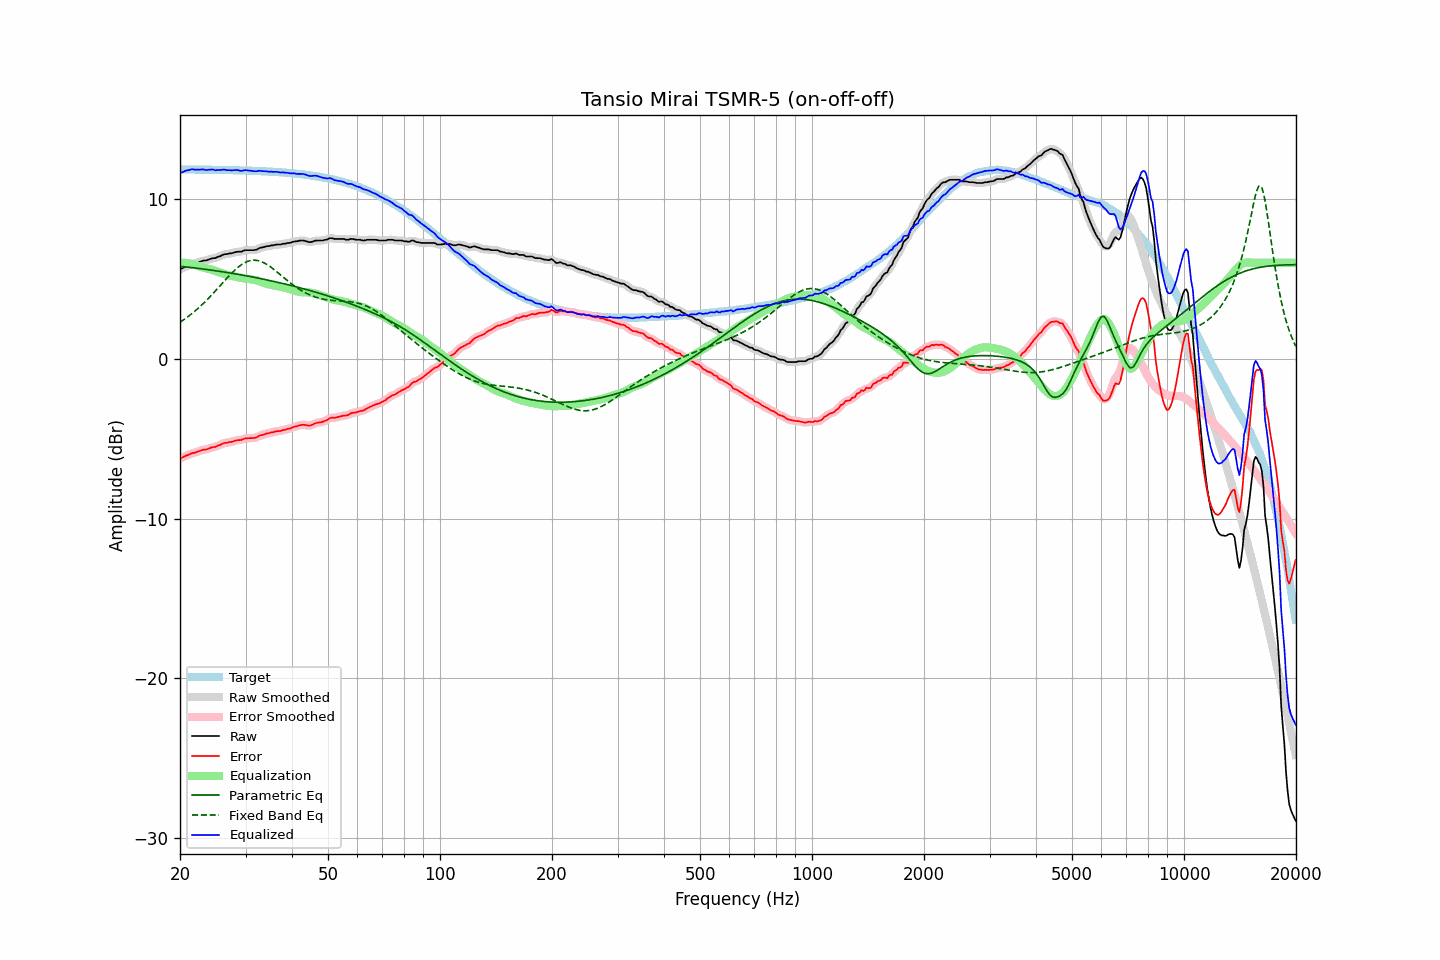 Tansio Mirai TSMR-5 (on-off-off)
10
0
−10
−20
−30
Amplitude (dBr)
Target
Raw Smoothed
Error Smoothed
Raw
Error
Equalization
Parametric Eq
Fixed Band Eq
Equalized
20 50 100 200 500 1000 2000 5000 10000 20000
Frequency (Hz)